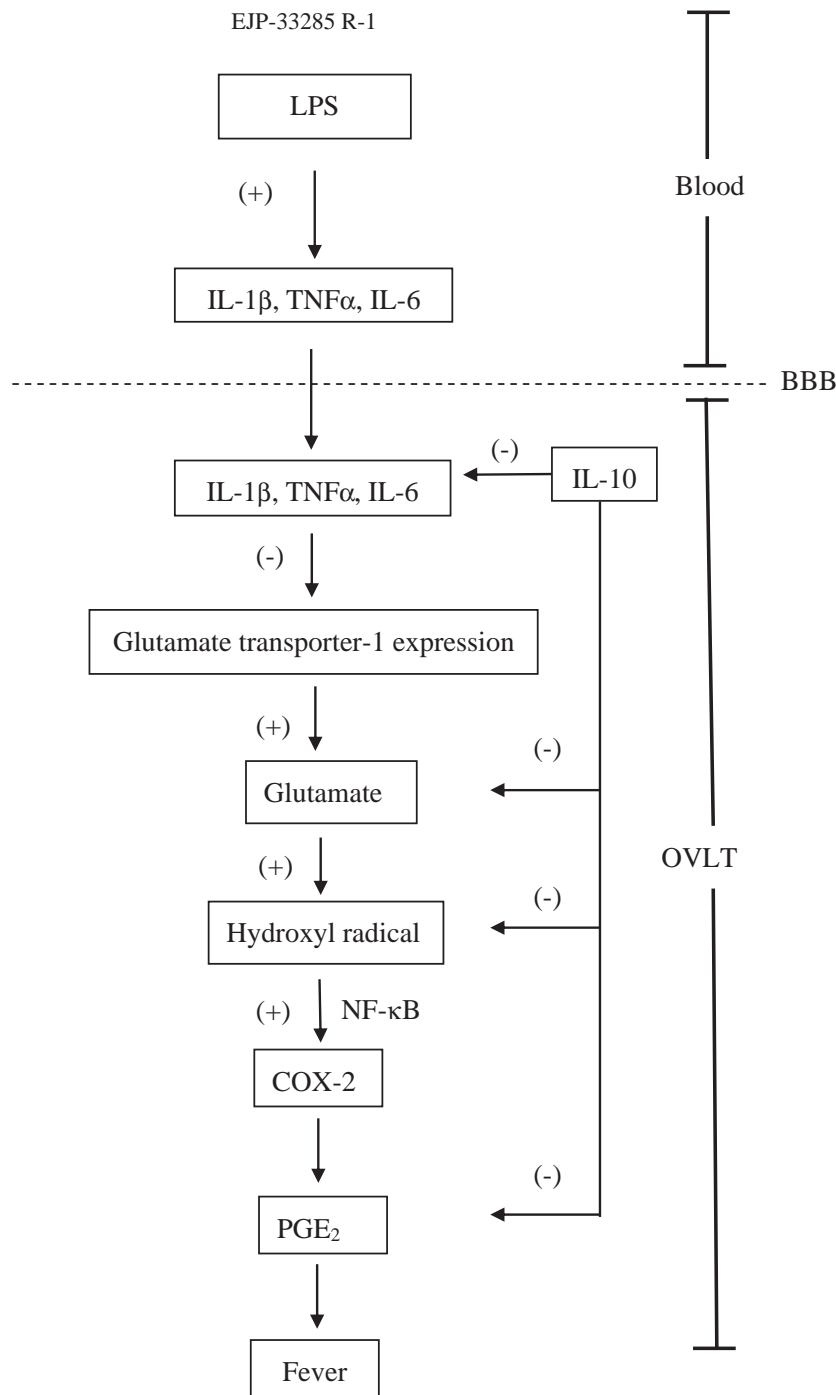 EJP-33285 R-1
LPS
(+)
Blood
IL-1β, TNFα, IL-6
BBB
(-)
IL-1β, TNFα, IL-6
IL-10
(-)
Glutamate transporter-1 expression
(+)
(-)
Glutamate
OVLT
(+)
(-)
Hydroxyl radical
(+)
NF-κB
COX-2
(-)
PGE₂
Fever